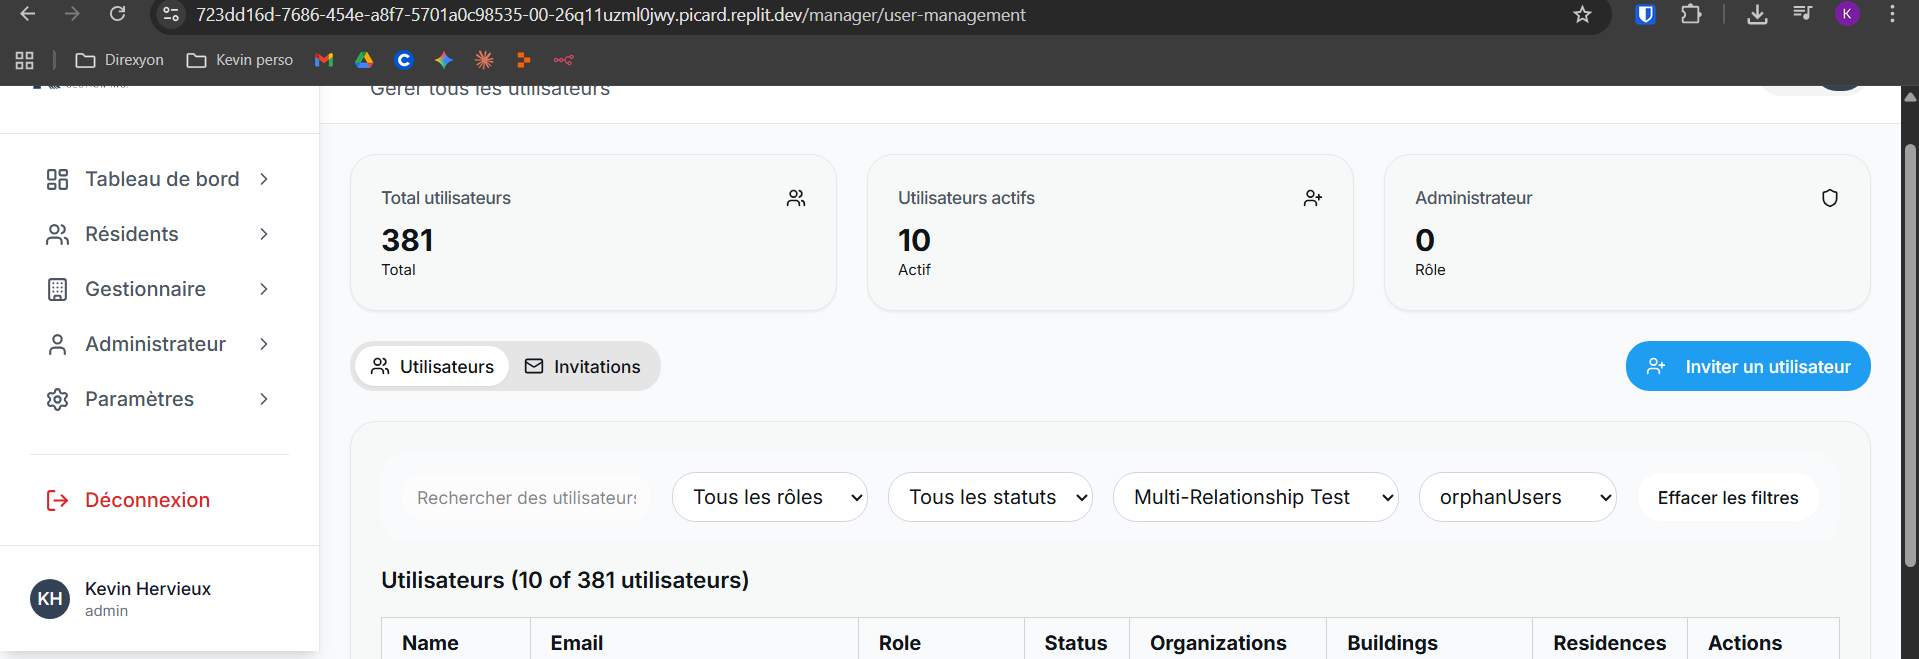 723dd16d-7686-454e-a8f7-5701a0c98535-00-26q11uzml0jwy.picard.replit.dev/manager/user-management
K
Direxyon
Kevin perso
Gérer tous les utilisateurs
Tableau de bord
Résidents
Gestionnaire
Administrateur
Paramètres
Déconnexion
KH
Kevin Hervieux
admin
Total utilisateurs
381
Total
Utilisateurs actifs
10
Actif
Administrateur
0
Rôle
Utilisateurs
Invitations
Inviter un utilisateur
Rechercher des utilisateurs
Tous les rôles
Tous les statuts
Multi-Relationship Test
orphanUsers
Effacer les filtres
Utilisateurs (10 of 381 utilisateurs)
Name Email Role Status Organizations Buildings Residences Actions